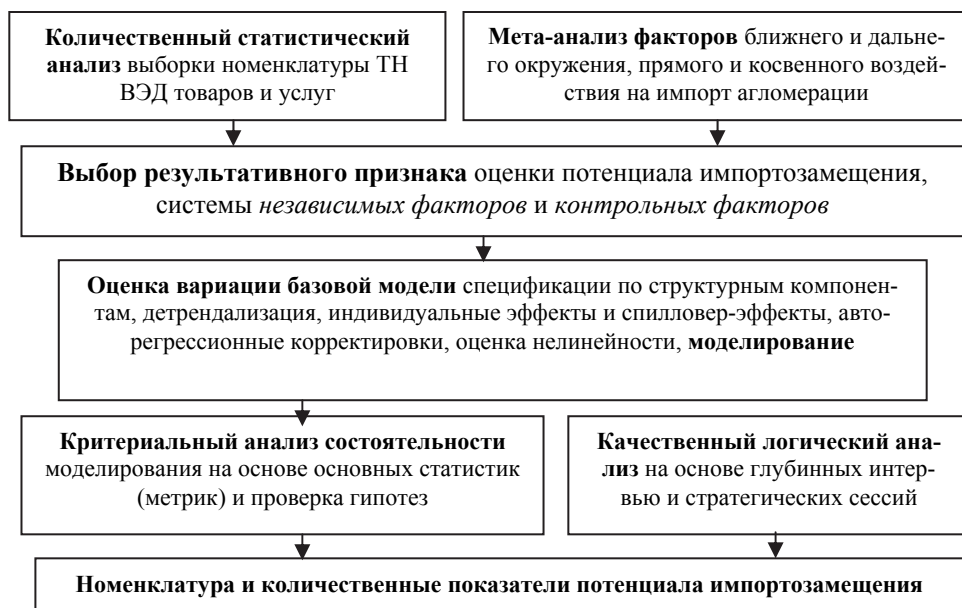 Количественный статистический
анализ выборки номенклатуры ТН
ВЭД товаров и услуг
Мета-анализ факторов ближнего и дальне-
го окружения, прямого и косвенного воздей-
ствия на импорт агломерации
Выбор результативного признака оценки потенциала импортозамещения,
системы независимых факторов и контрольных факторов
Оценка вариации базовой модели спецификации по структурным компонен-
там, детрендализация, индивидуальные эффекты и спилловер-эффекты, авто-
регрессионные корректировки, оценка нелинейности, моделирование
Критериальный анализ состоятельности
моделирования на основе основных статистик
(метрик) и проверка гипотез
Качественный логический ана-
лиз на основе глубинных интер-
вью и стратегических сессий
Номенклатура и количественные показатели потенциала импортозамещения